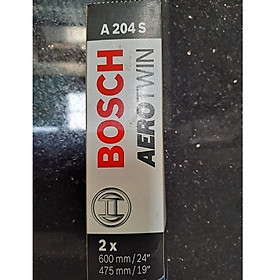 A 204 S
BOSCH
AEROTWIN
2 x
600 mm / 24"
475 mm / 19"